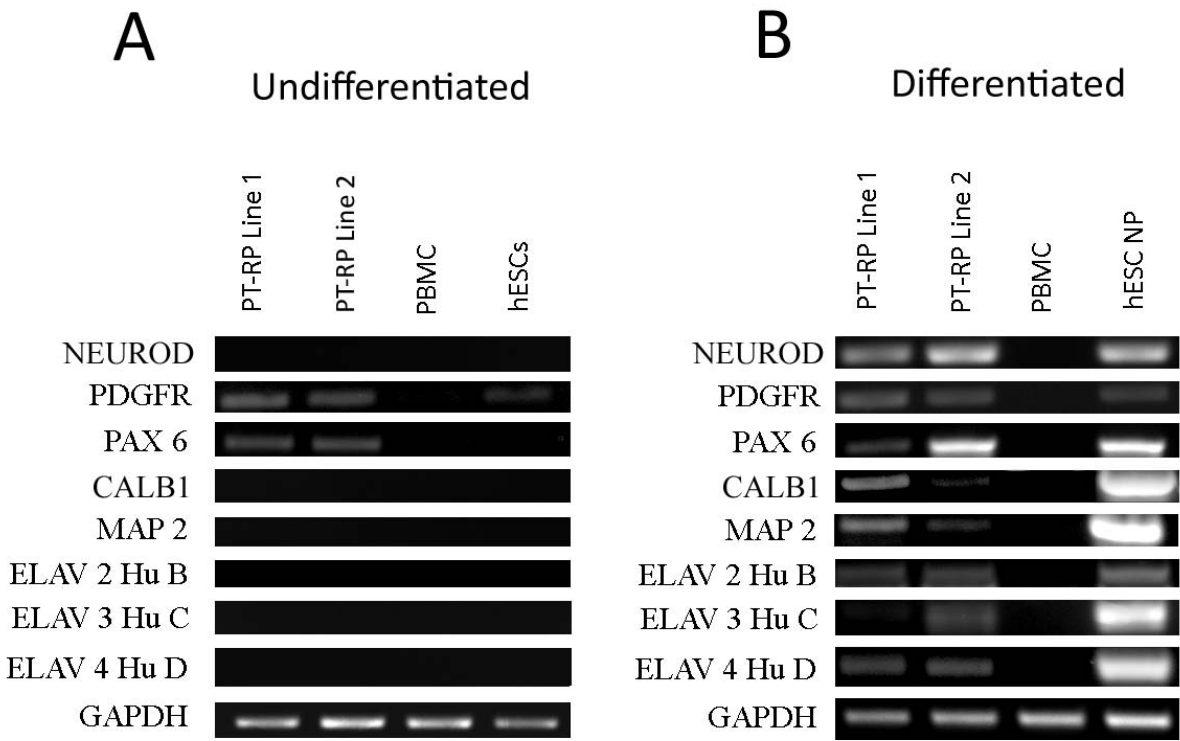 A
Undifferentiated
PT-RP Line 1
PT-RP Line 2
PBMC
hESCs
NEUROD
PDGFR
PAX 6
CALB1
MAP 2
ELAV 2 Hu B
ELAV 3 Hu C
ELAV 4 Hu D
GAPDH
B
Differentiated
PT-RP Line 1
PT-RP Line 2
PBMC
hESC NP
NEUROD
PDGFR
PAX 6
CALB1
MAP 2
ELAV 2 Hu B
ELAV 3 Hu C
ELAV 4 Hu D
GAPDH